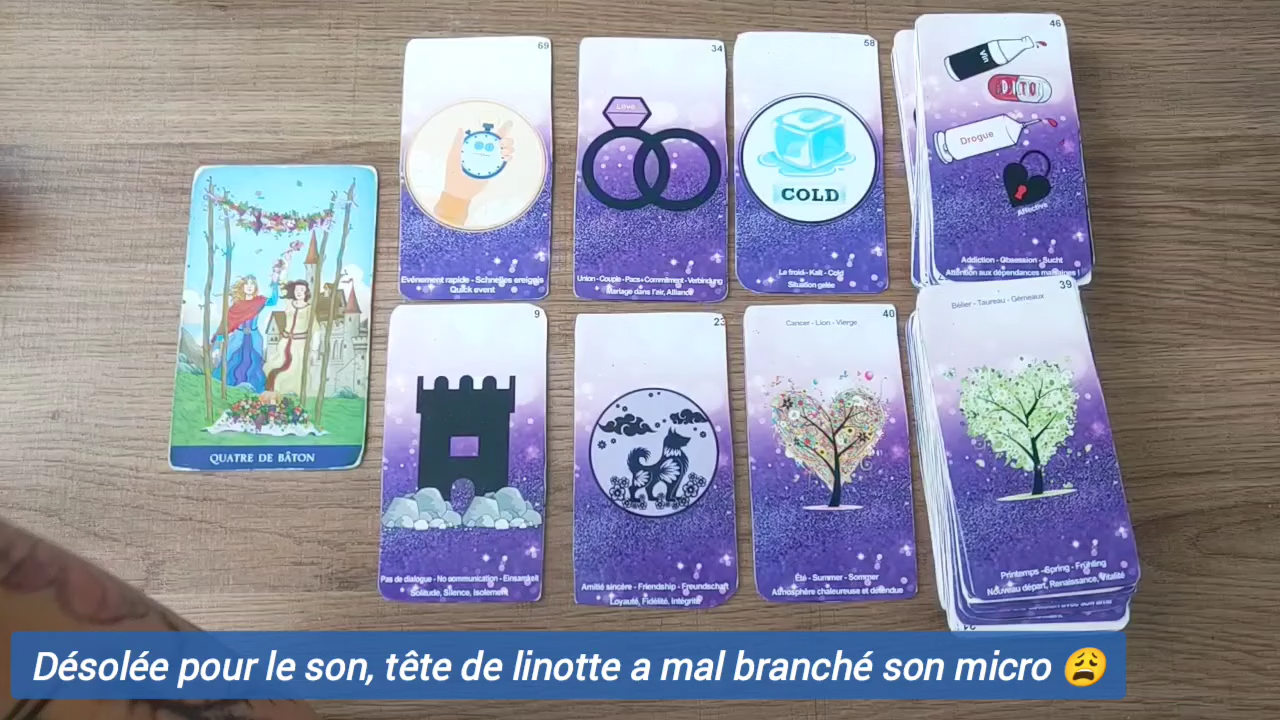 QUATRE DE BÂTON
69
Evénement rapide - Schnelles ereignis
Quick event
34
Love
Union - Couple - Pacs - Commitment - Verbindung
Mariage dans l'air, Alliance
58
COLD
Le froid - Kalt - Cold
Situation gelée
46
Vin
DITO
Drogue
Affective
Addiction - Obsession - Sucht
Attention aux dépendances malsaines !
9
Pas de dialogue - No communication - Einsamkeit
Solitude, Silence, Isolement
23
Amitié sincère - Friendship - Freundschaft
Loyauté, Fidélité, Intégrité
40
Cancer - Lion - Vierge
Été - Summer - Sommer
Atmosphère chaleureuse et détendue
39
Bélier - Taureau - Gémeaux
Printemps - Spring - Frühling
Nouveau départ, Renaissance, Vitalité
24
Désolée pour le son, tête de linotte a mal branché son micro 😩